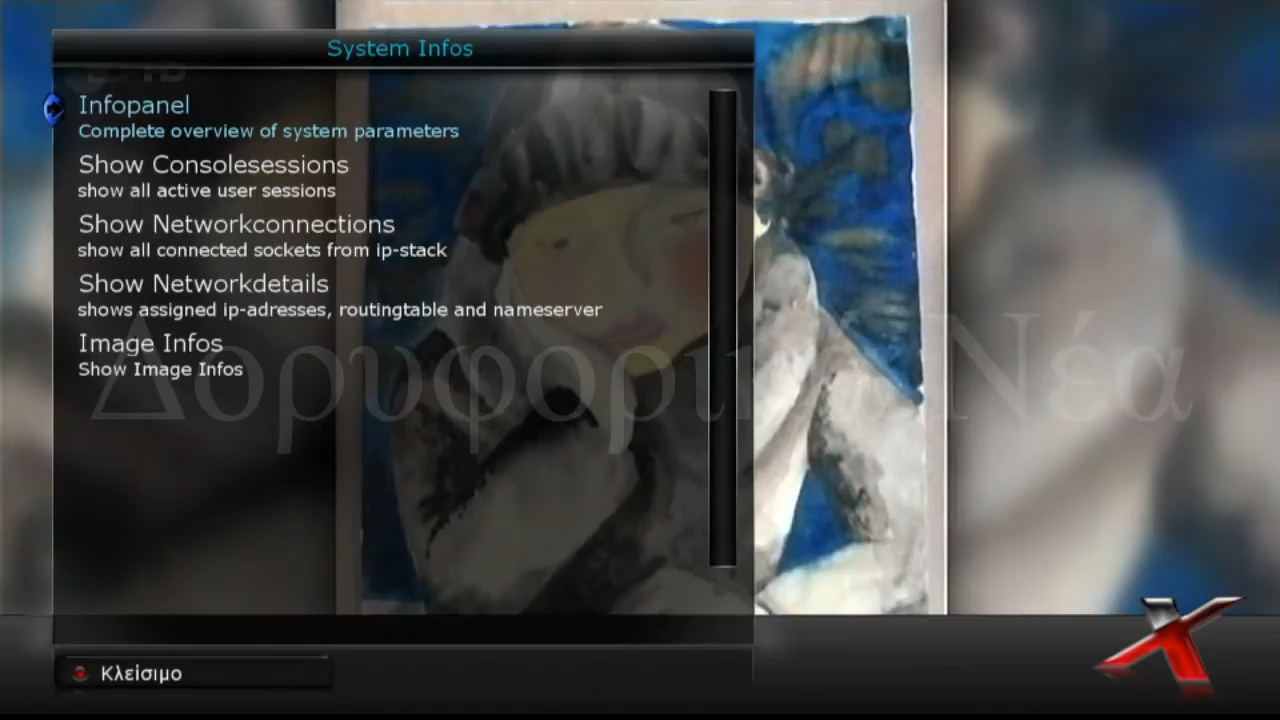 System Infos
Infopanel
Complete overview of system parameters
Show Consolesessions
show all active user sessions
Show Networkconnections
show all connected sockets from ip-stack
Show Networkdetails
shows assigned ip-adresses, routingtable and nameserver
Image Infos
Show Image Infos
Δορυφορικά Νέα
Κλείσιμο